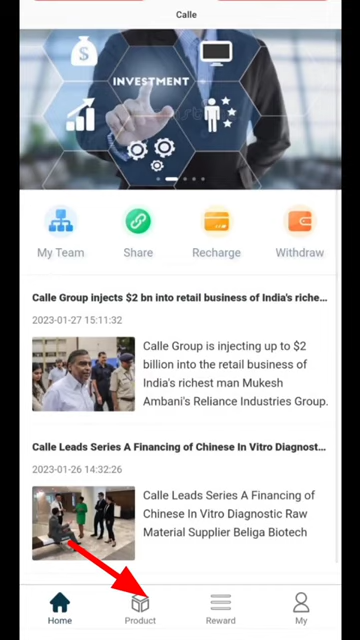 Calle
INVESTMENT
My Team
Share
Recharge
Withdraw
Calle Group injects $2 bn into retail business of India's riche...
2023-01-27 15:11:32
Calle Group is injecting up to $2
billion into the retail business of
India's richest man Mukesh
Ambani's Reliance Industries Group.
Calle Leads Series A Financing of Chinese In Vitro Diagnost...
2023-01-26 14:32:26
Calle Leads Series A Financing of
Chinese In Vitro Diagnostic Raw
Material Supplier Beliga Biotech
Home
Product
Reward
My